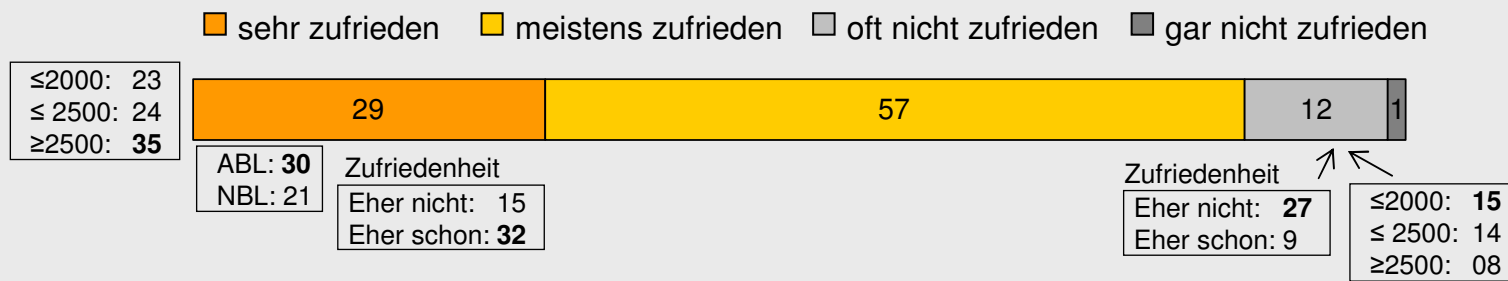 sehr zufrieden meistens zufrieden oft nicht zufrieden gar nicht zufrieden
≤2000: 23
≤ 2500: 24
≥2500: 35
29 57 12 1
ABL: 30
NBL: 21
Zufriedenheit
Eher nicht: 15
Eher schon: 32
Zufriedenheit
Eher nicht: 27
Eher schon: 9
≤2000: 15
≤ 2500: 14
≥2500: 08